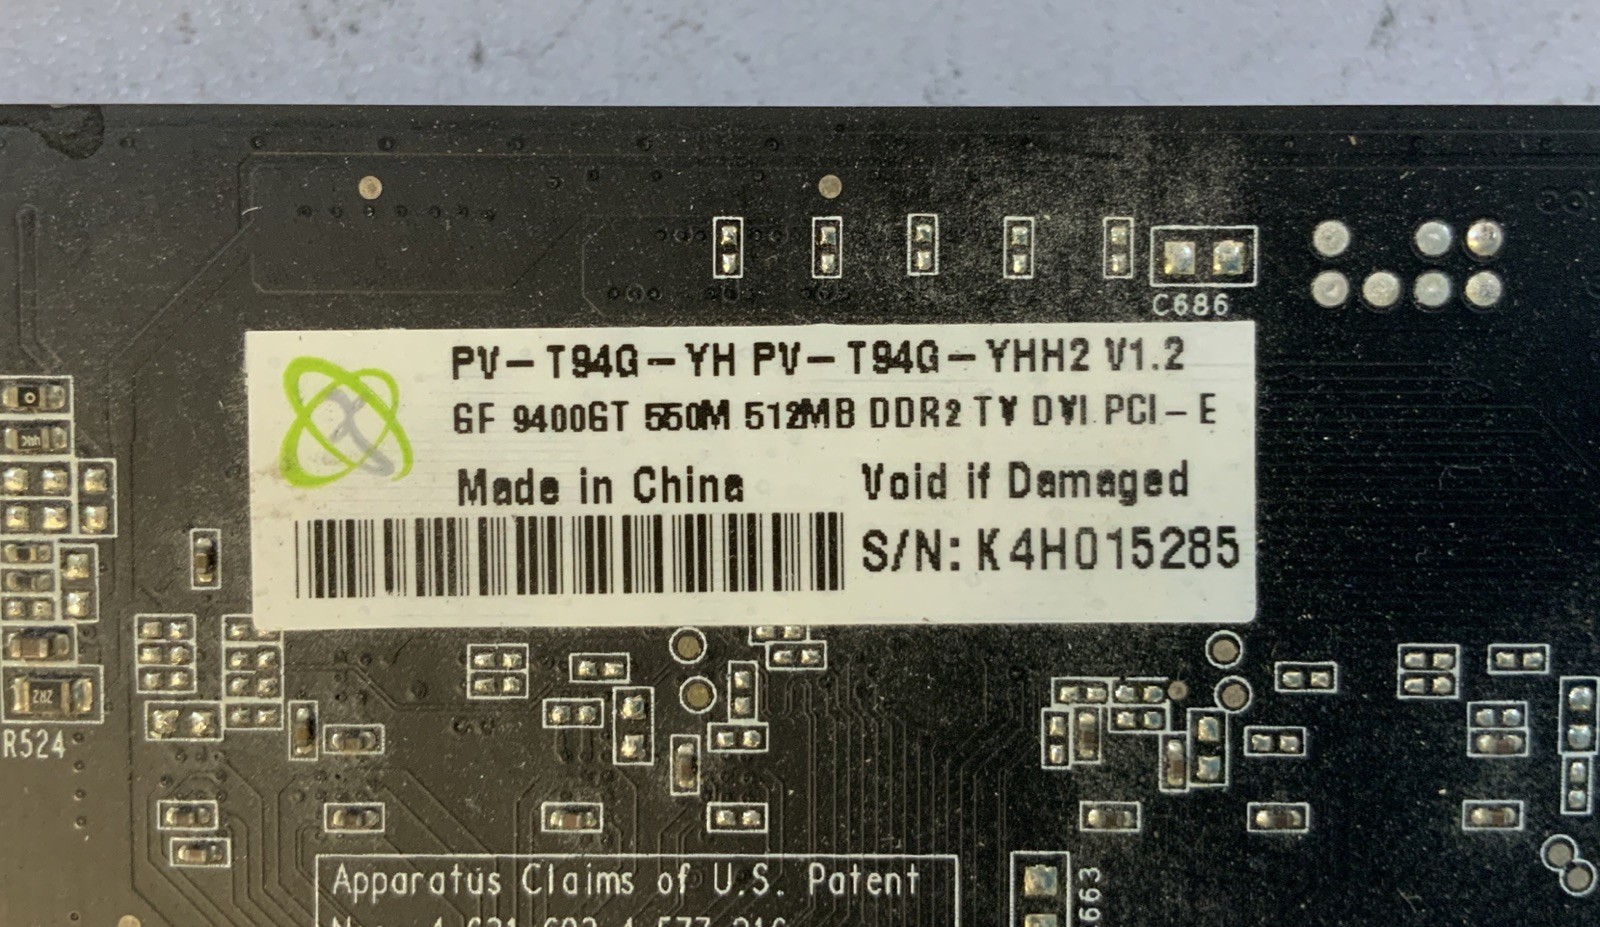 C686
PV-T94G-YH PV-T94G-YHH2 V1.2
GF 9400GT 550M 512MB DDR2 TV DVI PCI-E
Made in China Void if Damaged
S/N: K4H015285
R524
Apparatus Claims of U.S. Patent
663